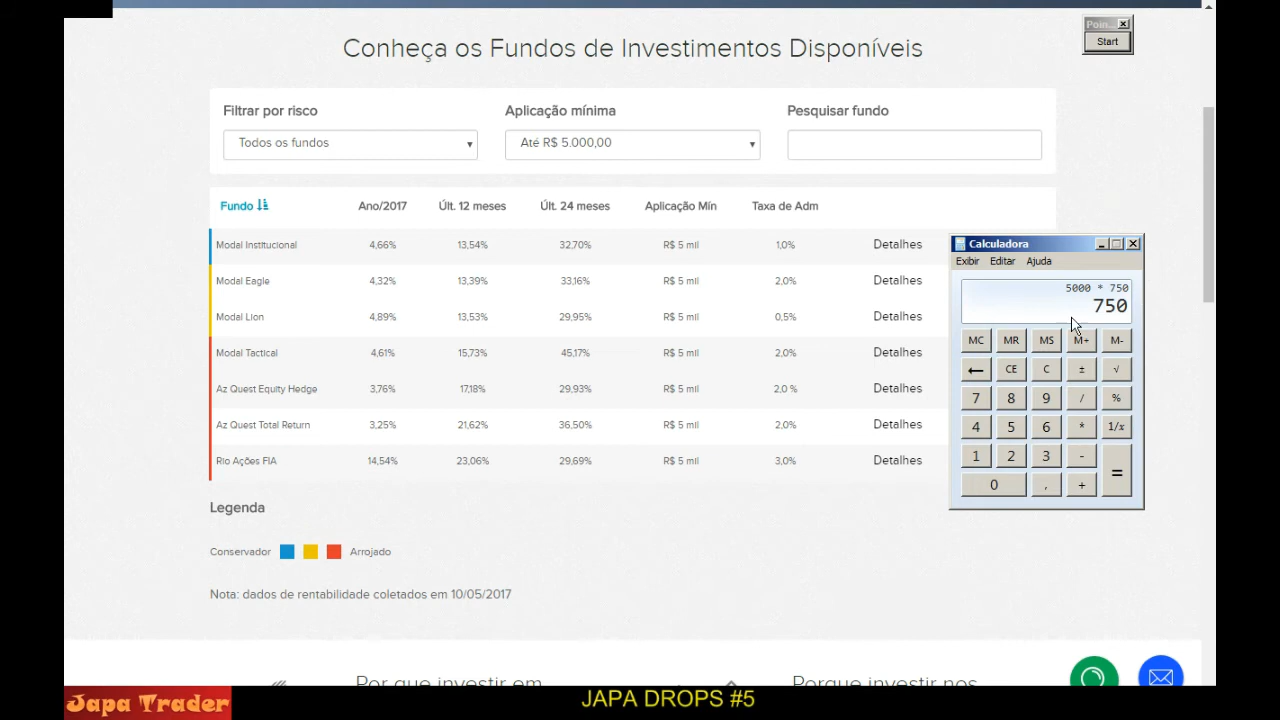 Conheça os Fundos de Investimentos Disponíveis
Poin...
Start
Filtrar por risco
Aplicação mínima
Pesquisar fundo
Todos os fundos
Até R$ 5.000,00
Fundo Ano/2017 Últ. 12 meses Últ. 24 meses Aplicação Mín Taxa de Adm
Modal Institucional 4,66% 13,54% 32,70% R$ 5 mil 1,0% Detalhes
Modal Eagle 4,32% 13,39% 33,16% R$ 5 mil 2,0% Detalhes
Modal Lion 4,89% 13,53% 29,95% R$ 5 mil 0,5% Detalhes
Modal Tactical 4,61% 15,73% 45,17% R$ 5 mil 2,0% Detalhes
Az Quest Equity Hedge 3,76% 17,18% 29,93% R$ 5 mil 2,0 % Detalhes
Az Quest Total Return 3,25% 21,62% 36,50% R$ 5 mil 2,0% Detalhes
Rio Ações FIA 14,54% 23,06% 29,69% R$ 5 mil 3,0% Detalhes
Calculadora
Exibir Editar Ajuda
5000 * 750
750
MC MR MS M+ M-
← CE C ± √
7 8 9 / %
4 5 6 * 1/x
1 2 3 - =
0 , +
Legenda
Conservador Arrojado
Nota: dados de rentabilidade coletados em 10/05/2017
Por que investir em
Porque investir nos
Japa Trader
JAPA DROPS #5